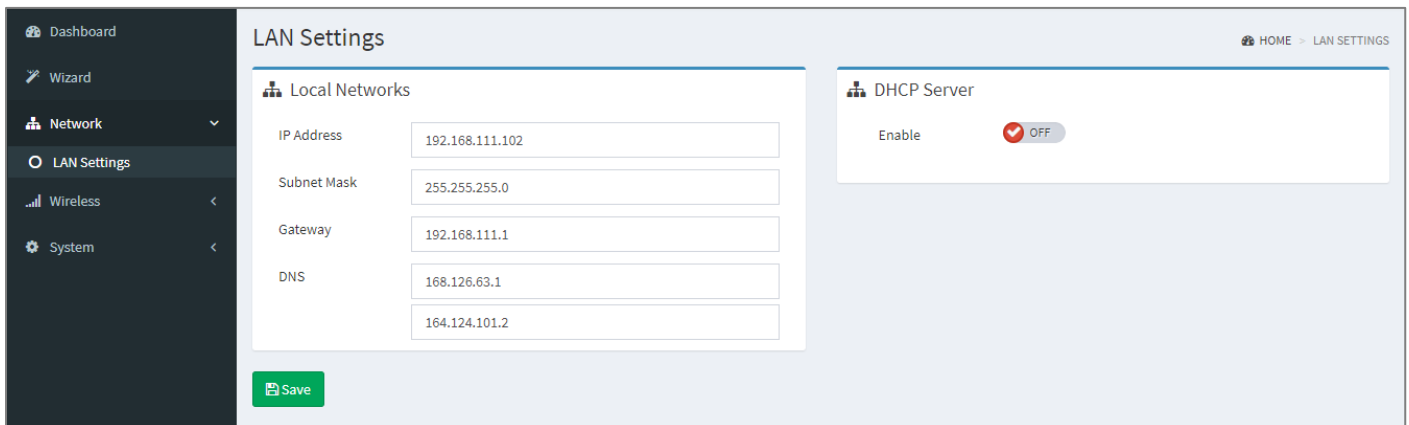 Dashboard
Wizard
Network
LAN Settings
Wireless
System
LAN Settings
HOME > LAN SETTINGS
Local Networks
IP Address 192.168.111.102
Subnet Mask 255.255.255.0
Gateway 192.168.111.1
DNS 168.126.63.1
164.124.101.2
Save
DHCP Server
Enable OFF